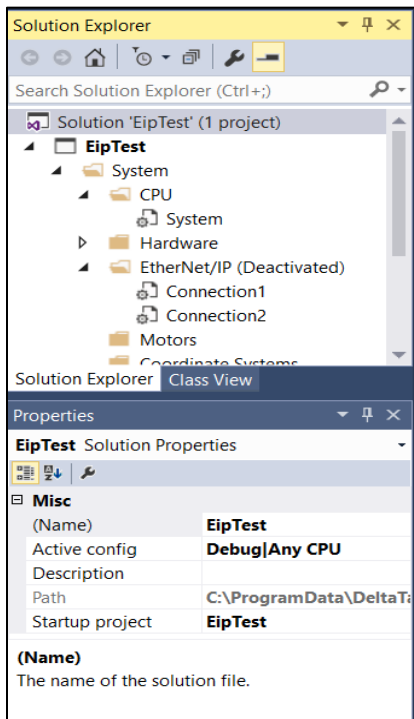 Solution Explorer
Search Solution Explorer (Ctrl+;)
Solution 'EipTest' (1 project)
EipTest
System
CPU
System
Hardware
EtherNet/IP (Deactivated)
Connection1
Connection2
Motors
Coordinate Systems
Solution Explorer Class View
Properties
EipTest Solution Properties
Misc
(Name) EipTest
Active config Debug|Any CPU
Description
Path C:\ProgramData\DeltaTa
Startup project EipTest
(Name)
The name of the solution file.